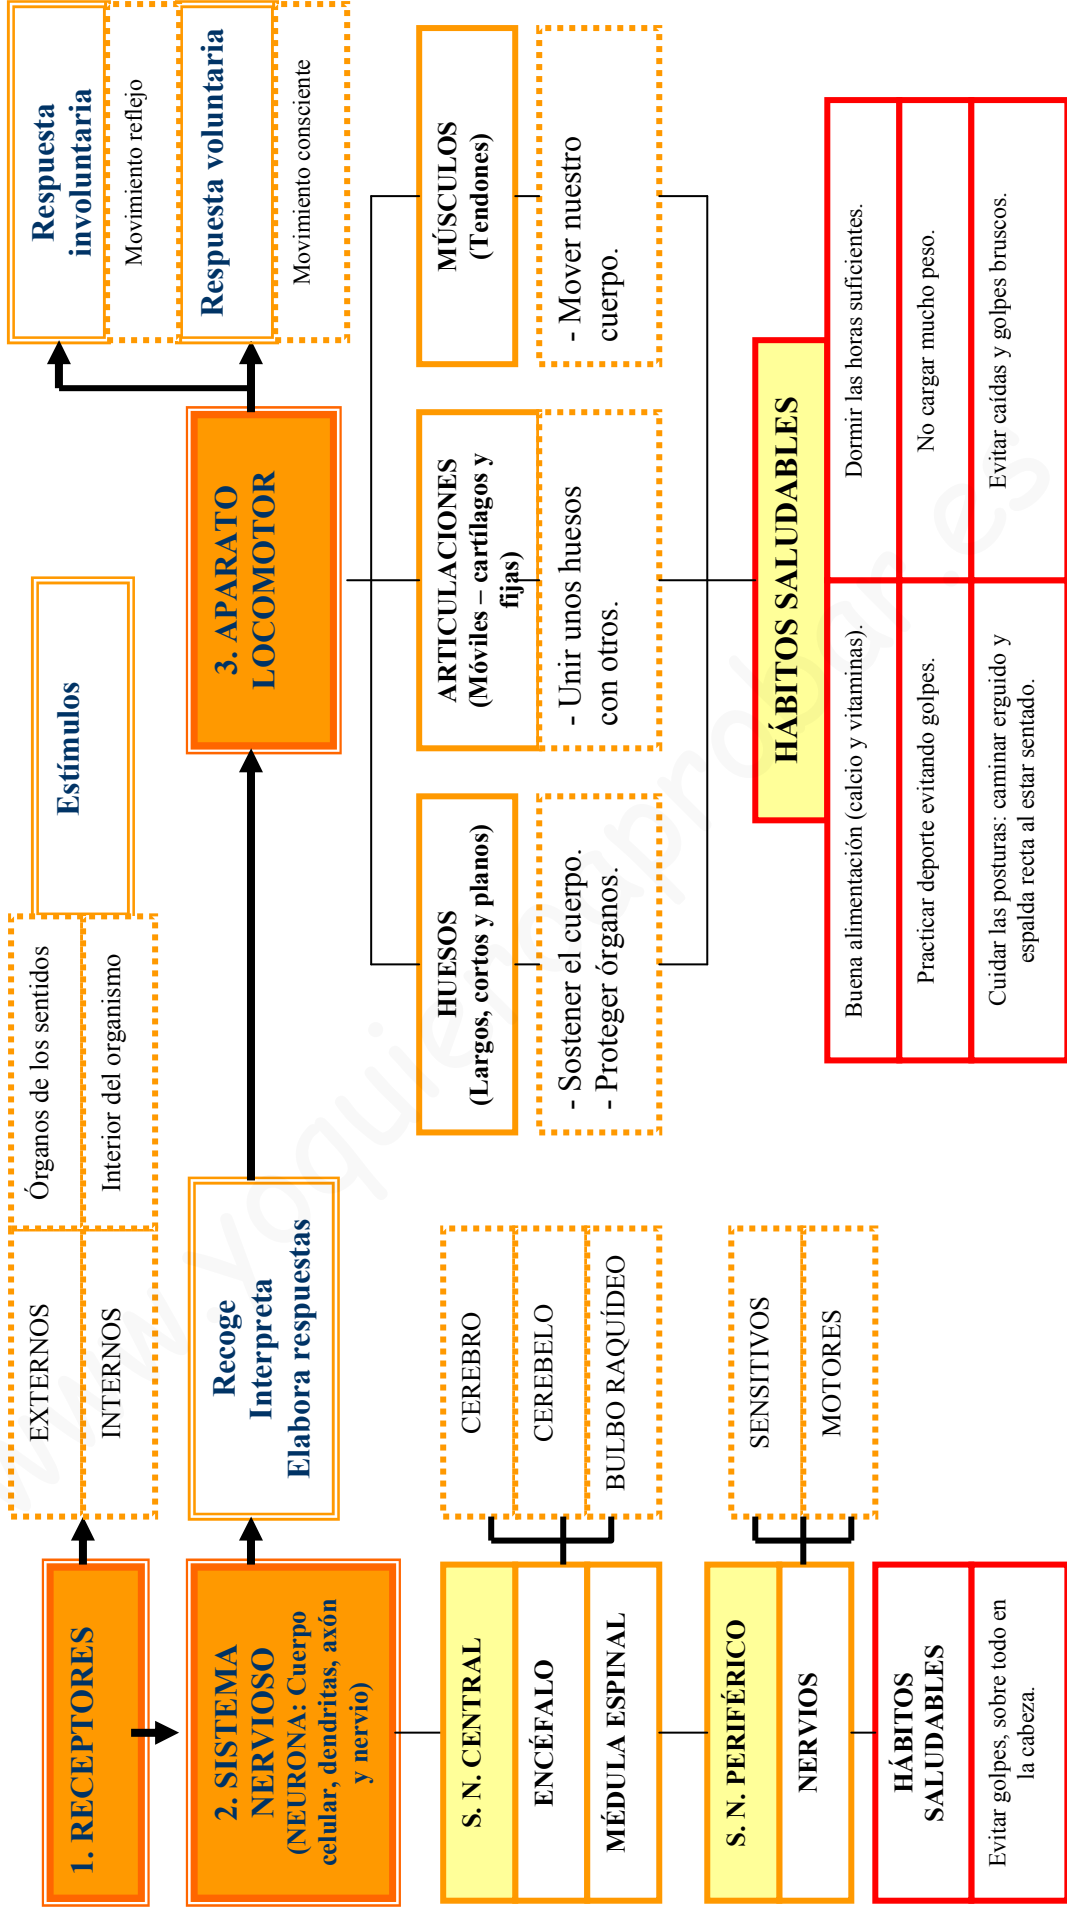 1. RECEPTORES
EXTERNOS
Órganos de los sentidos
INTERNOS
Interior del organismo
Estímulos
2. SISTEMA
NERVIOSO
(NEURONA: Cuerpo
celular, dendritas, axón
y nervio)
Recoge
Interpreta
Elabora respuestas
3. APARATO
LOCOMOTOR
Respuesta
involuntaria
Movimiento reflejo
Respuesta voluntaria
Movimiento consciente
S. N. CENTRAL
ENCÉFALO
MÉDULA ESPINAL
CEREBRO
CEREBELO
BULBO RAQUÍDEO
S. N. PERIFÉRICO
NERVIOS
SENSITIVOS
MOTORES
HÁBITOS
SALUDABLES
Evitar golpes, sobre todo en
la cabeza.
HUESOS
(Largos, cortos y planos)
- Sostener el cuerpo.
- Proteger órganos.
ARTICULACIONES
(Móviles – cartílagos y
fijas)
- Unir unos huesos
con otros.
MÚSCULOS
(Tendones)
- Mover nuestro
cuerpo.
HÁBITOS SALUDABLES
Buena alimentación (calcio y vitaminas).
Dormir las horas suficientes.
Practicar deporte evitando golpes.
No cargar mucho peso.
Cuidar las posturas: caminar erguido y
espalda recta al estar sentado.
Evitar caídas y golpes bruscos.
www.yoquieroaprobar.es